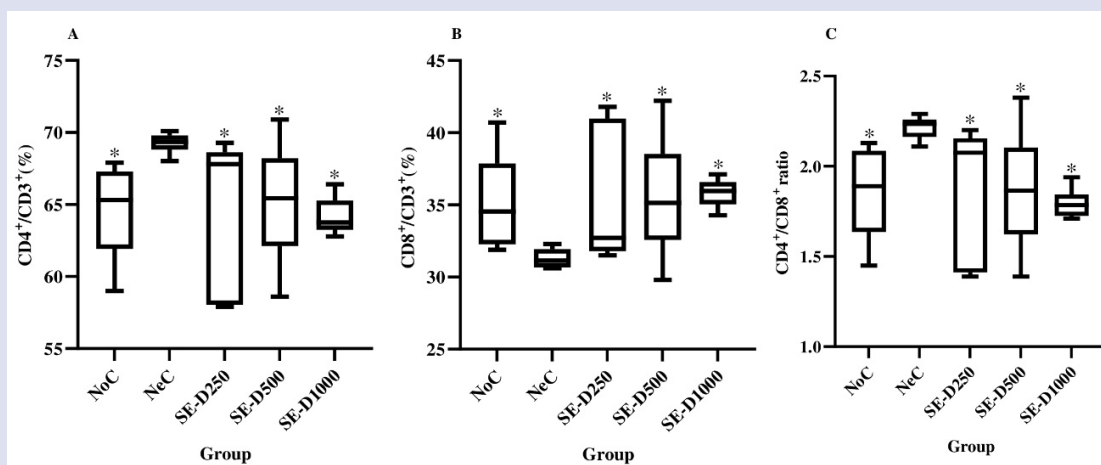 A
CD4⁺/CD3⁺(%)
75
70
65
60
55
*
*
*
*
NoC
NeC
SE-D250
SE-D500
SE-D1000
Group
B
CD8⁺/CD3⁺(%)
45
40
35
30
25
*
*
*
*
NoC
NeC
SE-D250
SE-D500
SE-D1000
Group
C
CD4⁺/CD8⁺ ratio
2.5
2.0
1.5
1.0
*
*
*
*
NoC
NeC
SE-D250
SE-D500
SE-D1000
Group